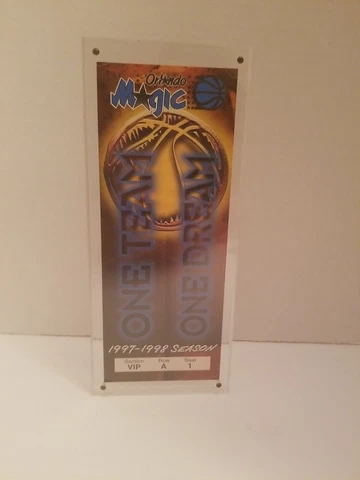 Orlando
Magic
ONE TEAM
ONE DREAM
1997-1998 SEASON
Section Row Seat
VIP A 1